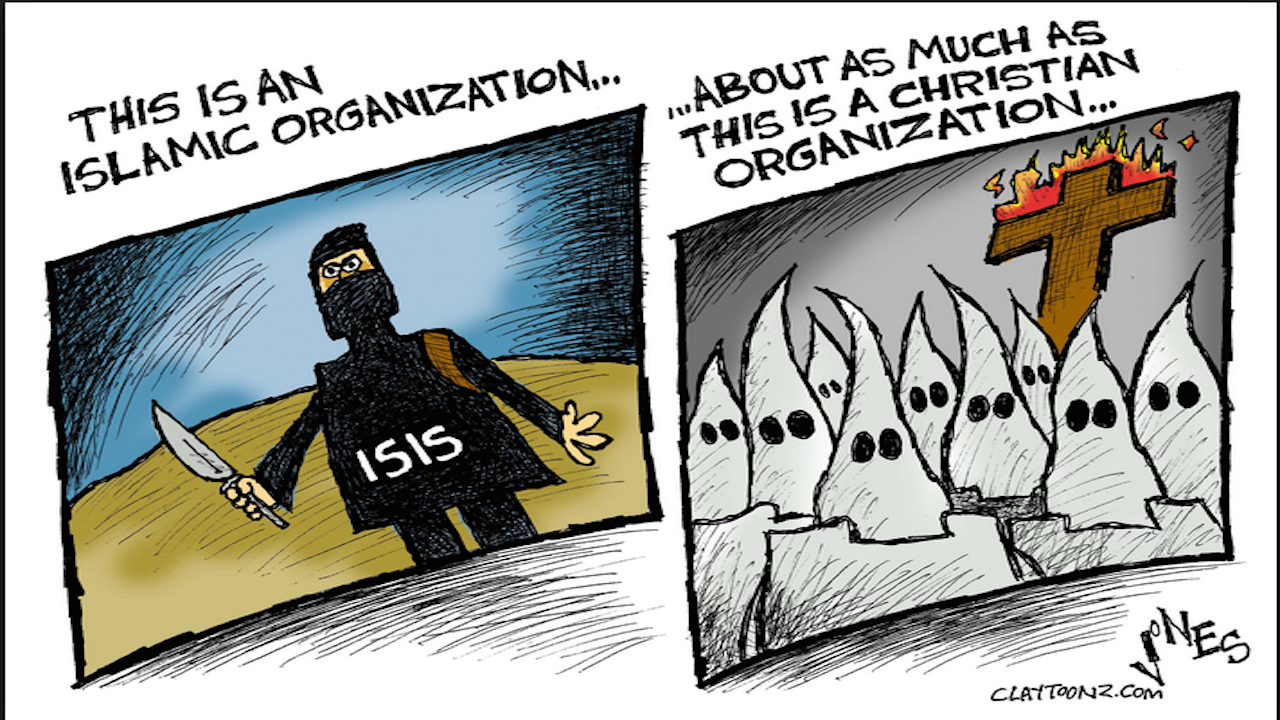 THIS IS AN
ISLAMIC ORGANIZATION...
...ABOUT AS MUCH AS
THIS IS A CHRISTIAN
ORGANIZATION...
ISIS
JONES
CLAYTOONZ.COM